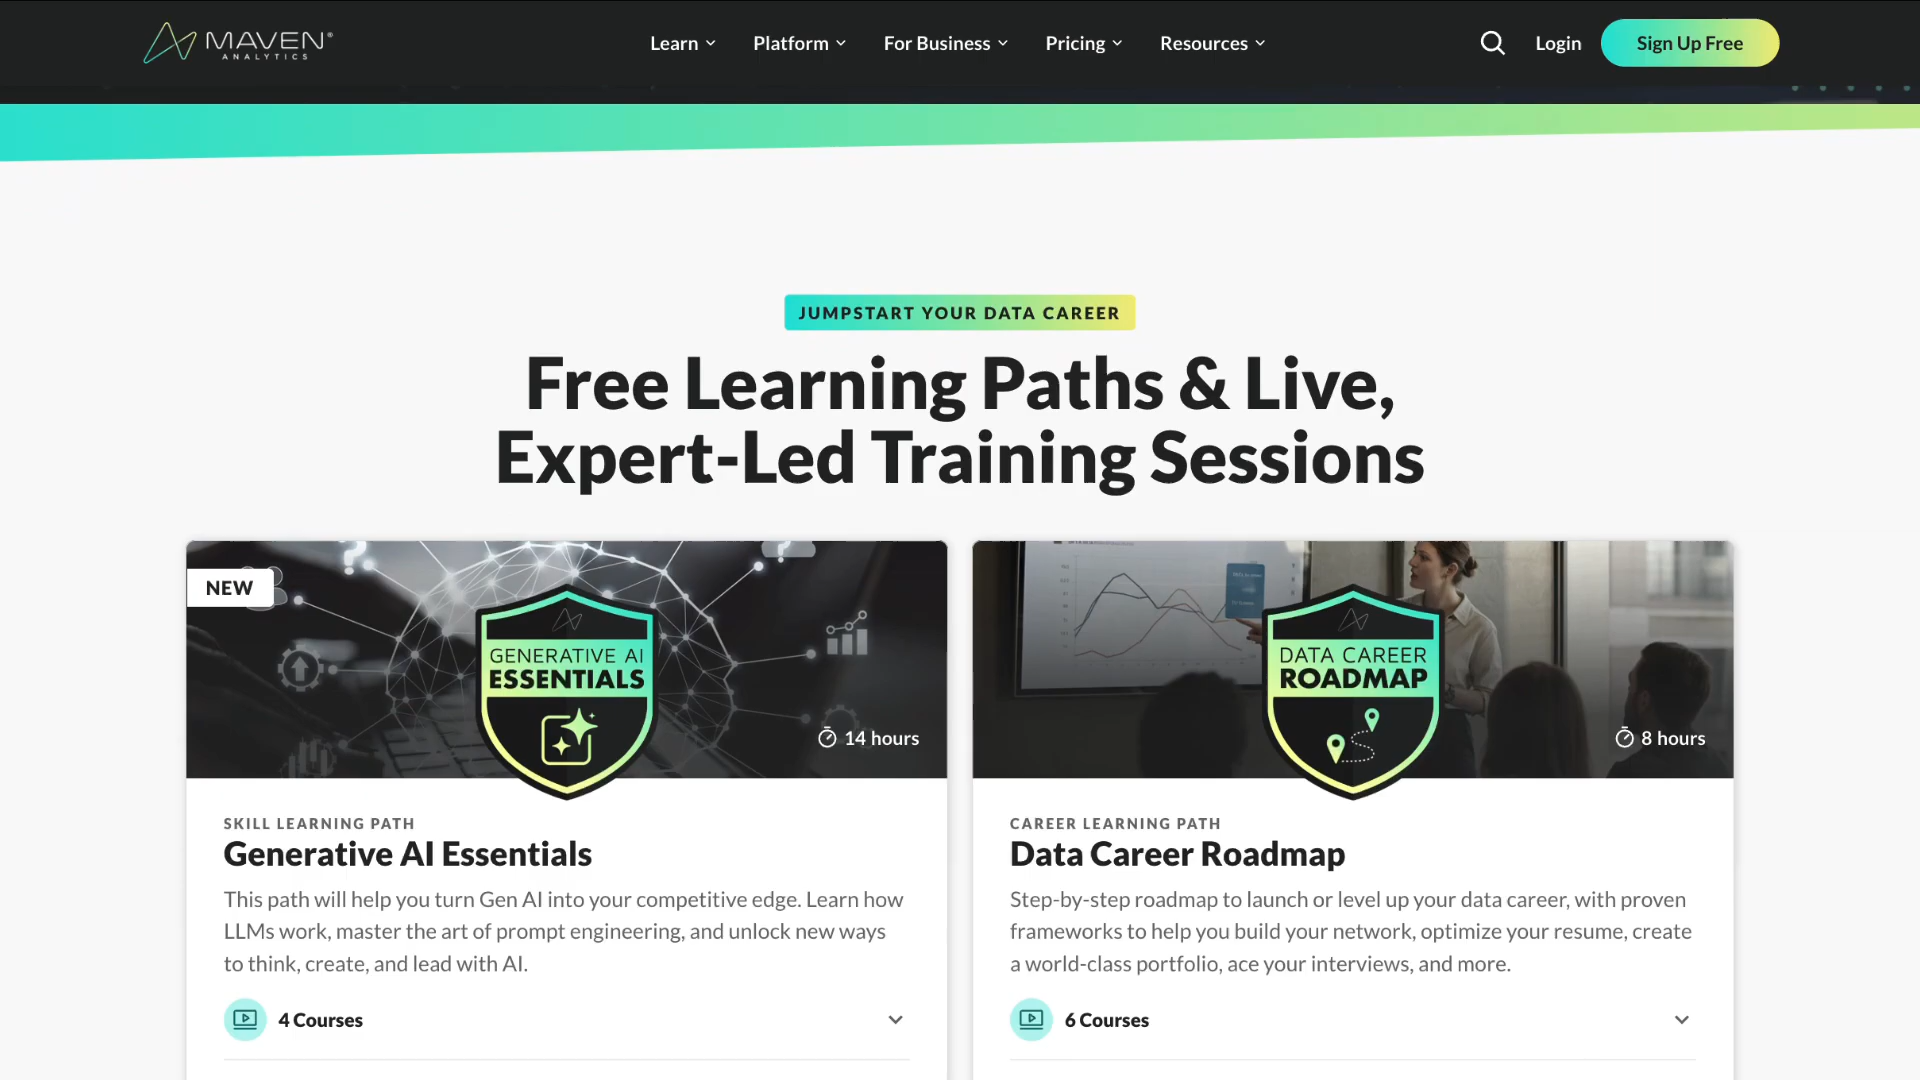 MAVEN
ANALYTICS
Learn
Platform
For Business
Pricing
Resources
Login
Sign Up Free
JUMPSTART YOUR DATA CAREER
Free Learning Paths & Live,
Expert-Led Training Sessions
NEW
GENERATIVE AI
ESSENTIALS
14 hours
SKILL LEARNING PATH
Generative AI Essentials
This path will help you turn Gen AI into your competitive edge. Learn how
LLMs work, master the art of prompt engineering, and unlock new ways
to think, create, and lead with AI.
4 Courses
DATA CAREER
ROADMAP
8 hours
CAREER LEARNING PATH
Data Career Roadmap
Step-by-step roadmap to launch or level up your data career, with proven
frameworks to help you build your network, optimize your resume, create
a world-class portfolio, ace your interviews, and more.
6 Courses